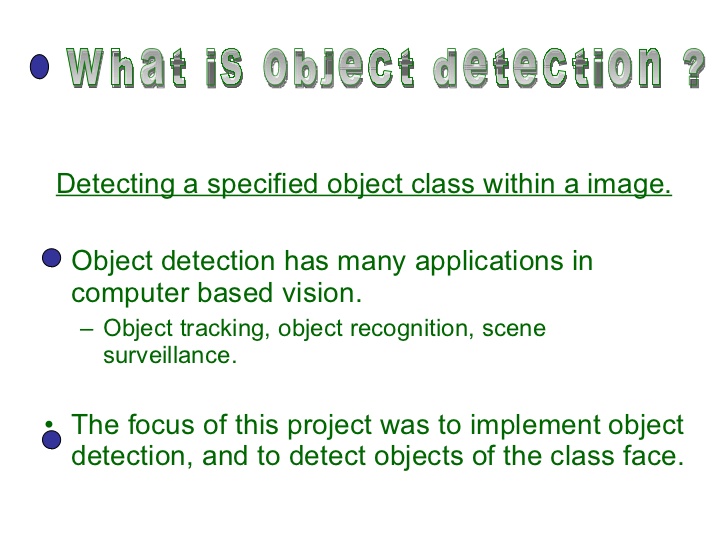 What is Object detection ?
Detecting a specified object class within a image.
Object detection has many applications in
computer based vision.
– Object tracking, object recognition, scene
surveillance.
• The focus of this project was to implement object
detection, and to detect objects of the class face.